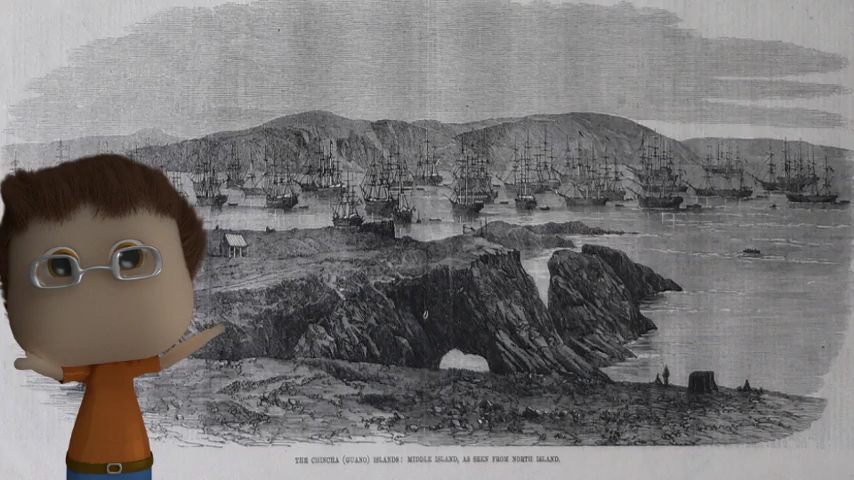 THE CHINCHA (GUANO) ISLANDS: MIDDLE ISLAND, AS SEEN FROM NORTH ISLAND.